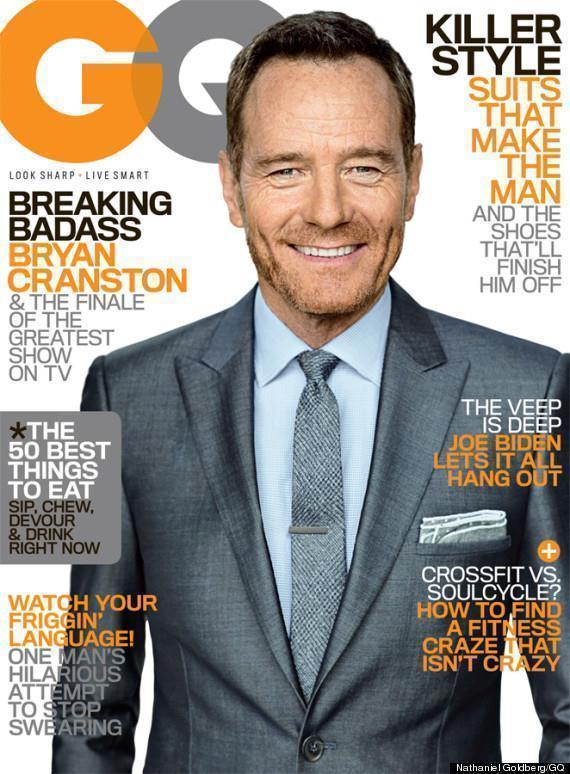 GQ
LOOK SHARP + LIVE SMART
BREAKING
BADASS
BRYAN
CRANSTON
& THE FINALE
OF THE
GREATEST
SHOW
ON TV
*THE
50 BEST
THINGS
TO EAT
SIP, CHEW,
DEVOUR
& DRINK
RIGHT NOW
WATCH YOUR
FRIGGIN'
LANGUAGE!
ONE MAN'S
HILARIOUS
ATTEMPT
TO STOP
SWEARING
KILLER
STYLE
SUITS
THAT
MAKE
THE
MAN
AND THE
SHOES
THAT'LL
FINISH
HIM OFF
THE VEEP
IS DEEP
JOE BIDEN
LETS IT ALL
HANG OUT
+
CROSSFIT VS.
SOULCYCLE?
HOW TO FIND
A FITNESS
CRAZE THAT
ISN'T CRAZY
Nathaniel Goldberg/GQ